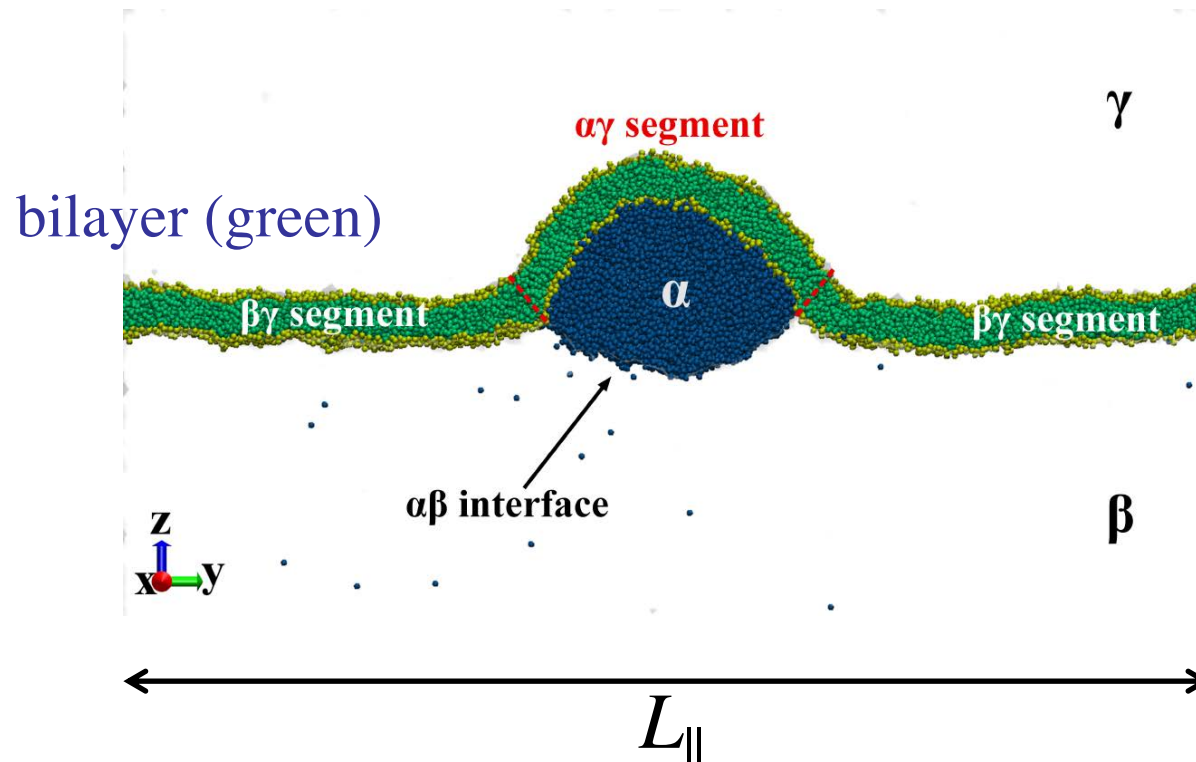 γ
αγ segment
bilayer (green)
α
βγ segment
βγ segment
αβ interface
β
z
x
y
L||